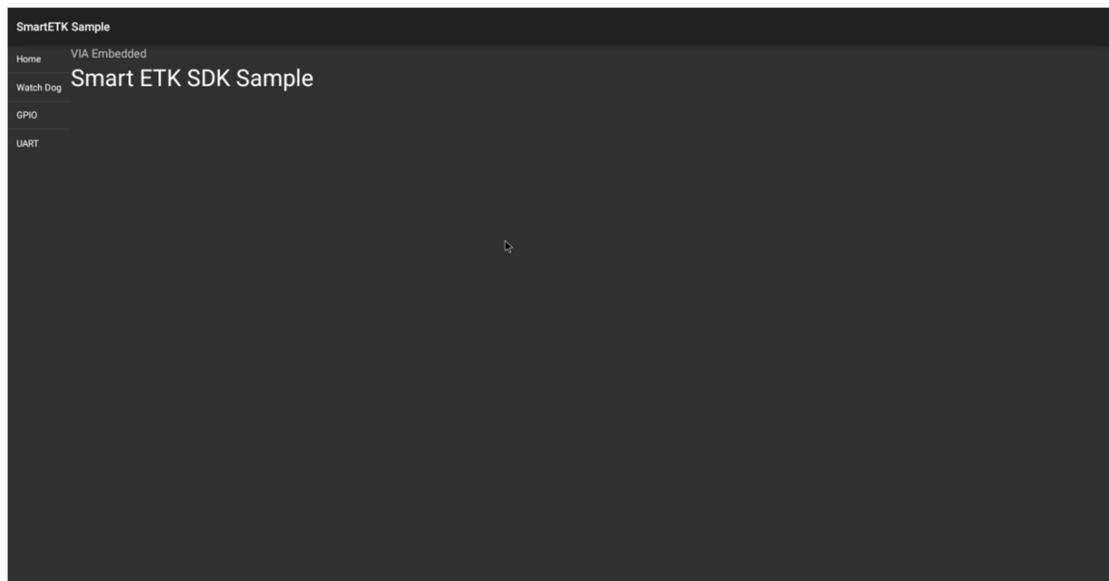 SmartETK Sample
Home
Watch Dog
GPIO
UART
VIA Embedded
Smart ETK SDK Sample